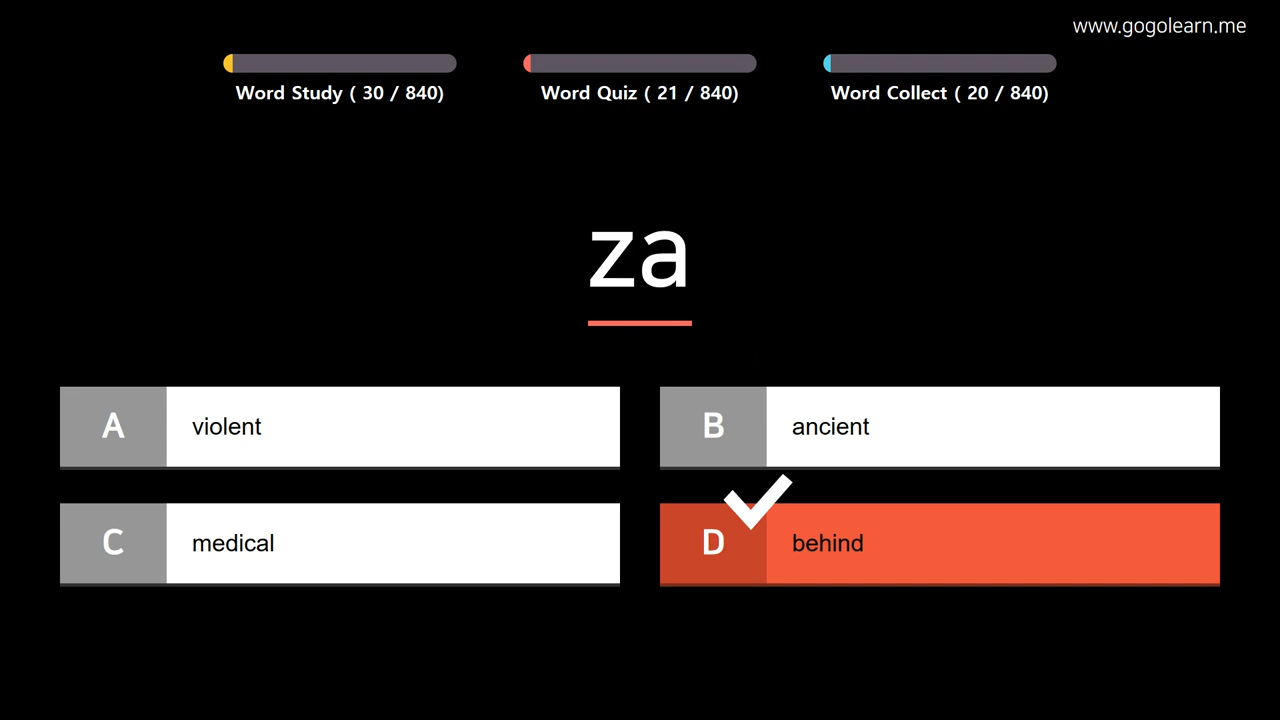 www.gogolearn.me
Word Study ( 30 / 840)
Word Quiz ( 21 / 840)
Word Collect ( 20 / 840)
za
A violent
B ancient
C medical
D behind